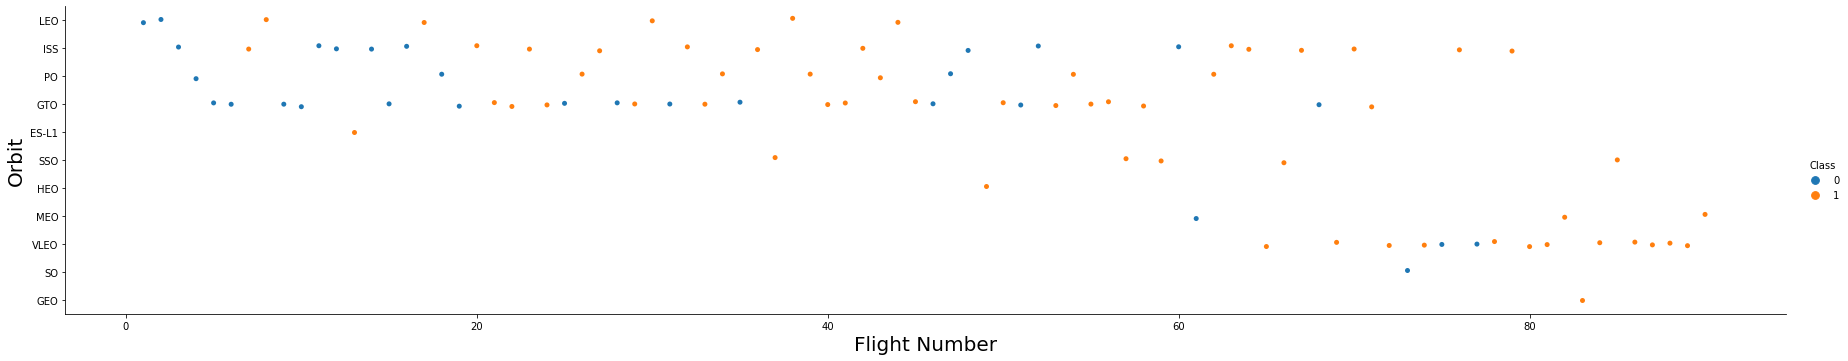 LEO
ISS
PO
GTO
ES-L1
SSO
HEO
MEO
VLEO
SO
GEO
Orbit
0
20
40
60
80
Flight Number
Class
0
1